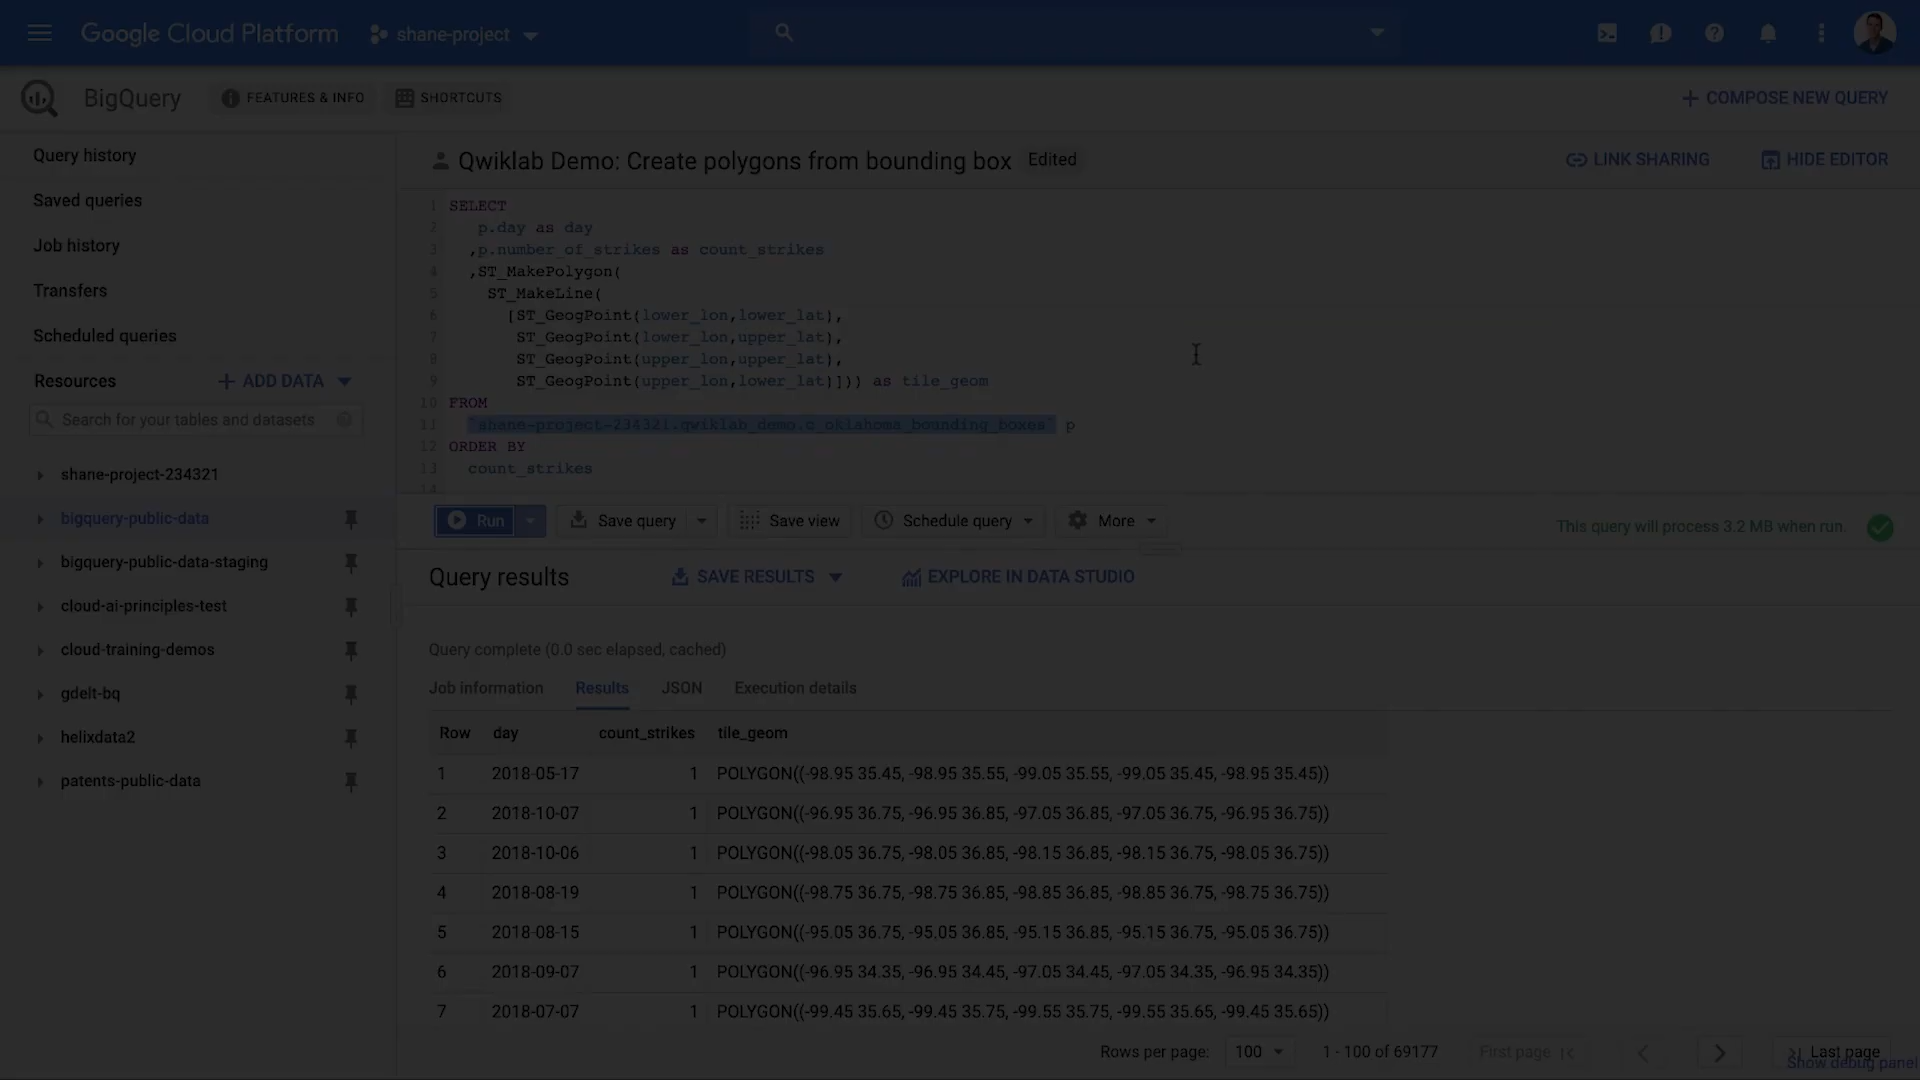 Google Cloud Platform shane-project
BigQuery FEATURES & INFO SHORTCUTS + COMPOSE NEW QUERY
Query history
Saved queries
Job history
Transfers
Scheduled queries
Resources + ADD DATA
Search for your tables and datasets
shane-project-234321
bigquery-public-data
bigquery-public-data-staging
cloud-ai-principles-test
cloud-training-demos
gdelt-bq
helixdata2
patents-public-data
Qwiklab Demo: Create polygons from bounding box Edited LINK SHARING HIDE EDITOR
1 SELECT
2 p.day as day
3 ,p.number_of_strikes as count_strikes
4 ,ST_MakePolygon(
5 ST_MakeLine(
6 [ST_GeogPoint(lower_lon,lower_lat),
7 ST_GeogPoint(lower_lon,upper_lat),
8 ST_GeogPoint(upper_lon,upper_lat),
9 ST_GeogPoint(upper_lon,lower_lat)])) as tile_geom
10 FROM
11 `shane-project-234321.qwiklab_demo.c_oklahoma_bounding_boxes` p
12 ORDER BY
13 count_strikes
14
Run Save query Save view Schedule query More This query will process 3.2 MB when run.
Query results SAVE RESULTS EXPLORE IN DATA STUDIO
Query complete (0.0 sec elapsed, cached)
Job information Results JSON Execution details
Row day count_strikes tile_geom
1 2018-05-17 1 POLYGON((-98.95 35.45, -98.95 35.55, -99.05 35.55, -99.05 35.45, -98.95 35.45))
2 2018-10-07 1 POLYGON((-96.95 36.75, -96.95 36.85, -97.05 36.85, -97.05 36.75, -96.95 36.75))
3 2018-10-06 1 POLYGON((-98.05 36.75, -98.05 36.85, -98.15 36.85, -98.15 36.75, -98.05 36.75))
4 2018-08-19 1 POLYGON((-98.75 36.75, -98.75 36.85, -98.85 36.85, -98.85 36.75, -98.75 36.75))
5 2018-08-15 1 POLYGON((-95.05 36.75, -95.05 36.85, -95.15 36.85, -95.15 36.75, -95.05 36.75))
6 2018-09-07 1 POLYGON((-96.95 34.35, -96.95 34.45, -97.05 34.45, -97.05 34.35, -96.95 34.35))
7 2018-07-07 1 POLYGON((-99.45 35.65, -99.45 35.75, -99.55 35.75, -99.55 35.65, -99.45 35.65))
Rows per page: 100 1 - 100 of 69177 First page Last page
Show debug panel